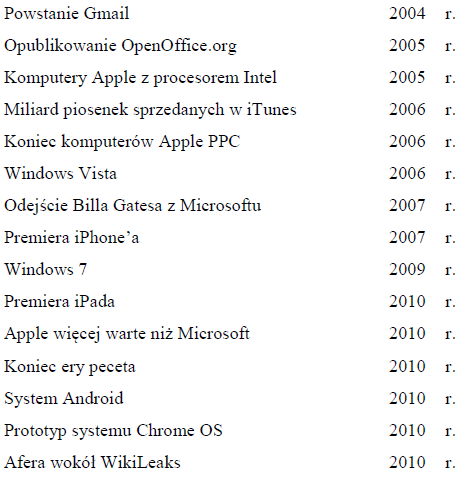 Powstanie Gmail 2004 r.
Opublikowanie OpenOffice.org 2005 r.
Komputery Apple z procesorem Intel 2005 r.
Miliard piosenek sprzedanych w iTunes 2006 r.
Koniec komputerów Apple PPC 2006 r.
Windows Vista 2006 r.
Odejście Billa Gatesa z Microsoftu 2007 r.
Premiera iPhone’a 2007 r.
Windows 7 2009 r.
Premiera iPada 2010 r.
Apple więcej warte niż Microsoft 2010 r.
Koniec ery peceta 2010 r.
System Android 2010 r.
Prototyp systemu Chrome OS 2010 r.
Afera wokół WikiLeaks 2010 r.